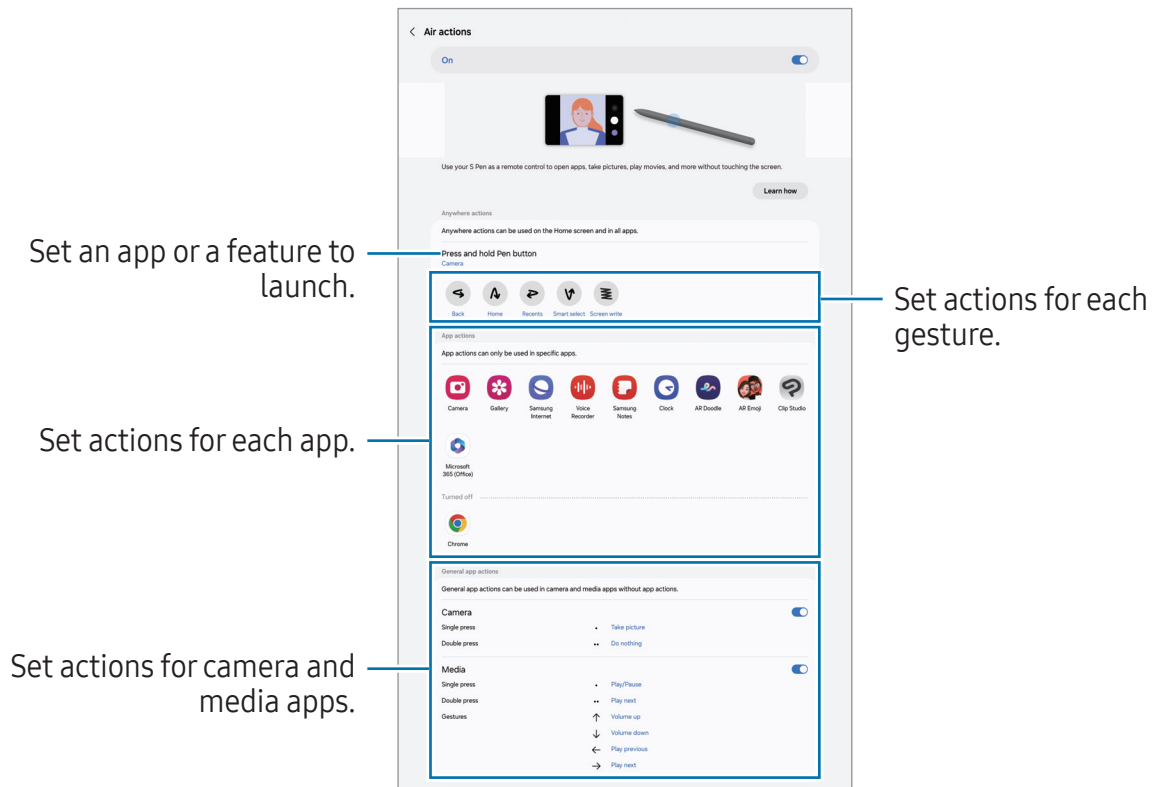 Air actions
On
Use your S Pen as a remote control to open apps, take pictures, play movies, and more without touching the screen.
Learn how
Anywhere actions
Anywhere actions can be used on the Home screen and in all apps.
Set an app or a feature to
launch.
Press and hold Pen button
Camera
Back Home Recents Smart select Screen write
Set actions for each
gesture.
App actions
App actions can only be used in specific apps.
Camera Gallery Samsung Voice Samsung Clock AR Doodle AR Emoji Clip Studio
Internet Recorder Notes
Set actions for each app.
Microsoft
365 (Office)
Turned off
Chrome
General app actions
General app actions can be used in camera and media apps without app actions.
Camera
Single press Take picture
Double press Do nothing
Set actions for camera and
media apps.
Media
Single press Play/Pause
Double press Play next
Gestures ↑ Volume up
↓ Volume down
← Play previous
→ Play next